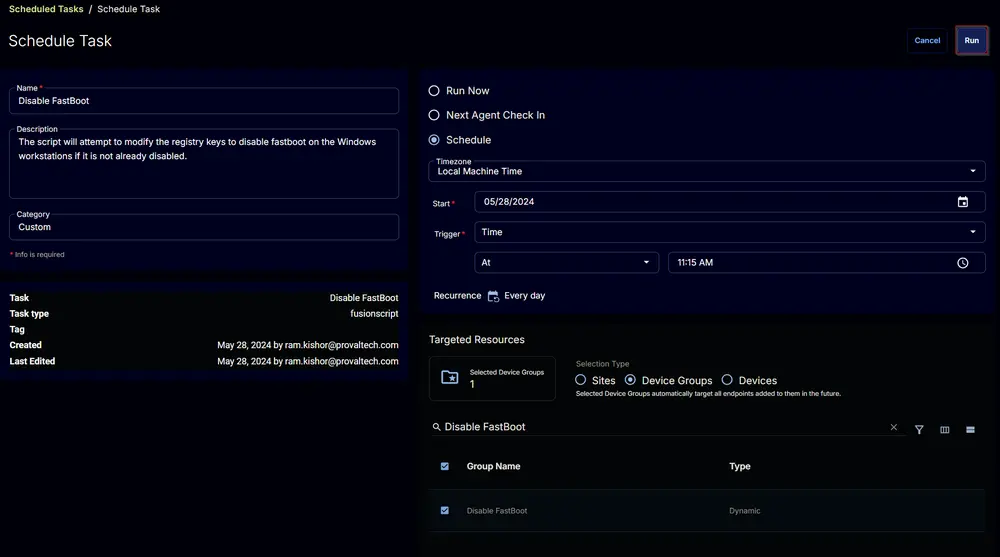 Scheduled Tasks / Schedule Task
Schedule Task
Cancel
Run
Name *
Disable FastBoot
Description
The script will attempt to modify the registry keys to disable fastboot on the Windows
workstations if it is not already disabled.
Category
Custom
* Info is required
Task Disable FastBoot
Task type fusionscript
Tag
Created May 28, 2024 by ram.kishor@provaltech.com
Last Edited May 28, 2024 by ram.kishor@provaltech.com
Run Now
Next Agent Check In
Schedule
Timezone
Local Machine Time
Start * 05/28/2024
Trigger * Time
At 11:15 AM
Recurrence Every day
Targeted Resources
Selected Device Groups
1
Selection Type
Sites Device Groups Devices
Selected Device Groups automatically target all endpoints added to them in the future.
Disable FastBoot
Group Name Type
Disable FastBoot Dynamic